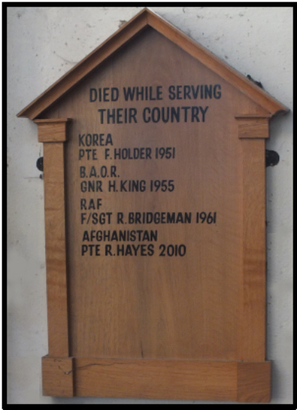 DIED WHILE SERVING
THEIR COUNTRY
KOREA
PTE F. HOLDER 1951
B.A.O.R.
GNR H. KING 1955
RAF
F/SGT R. BRIDGEMAN 1961
AFGHANISTAN
PTE R. HAYES 2010